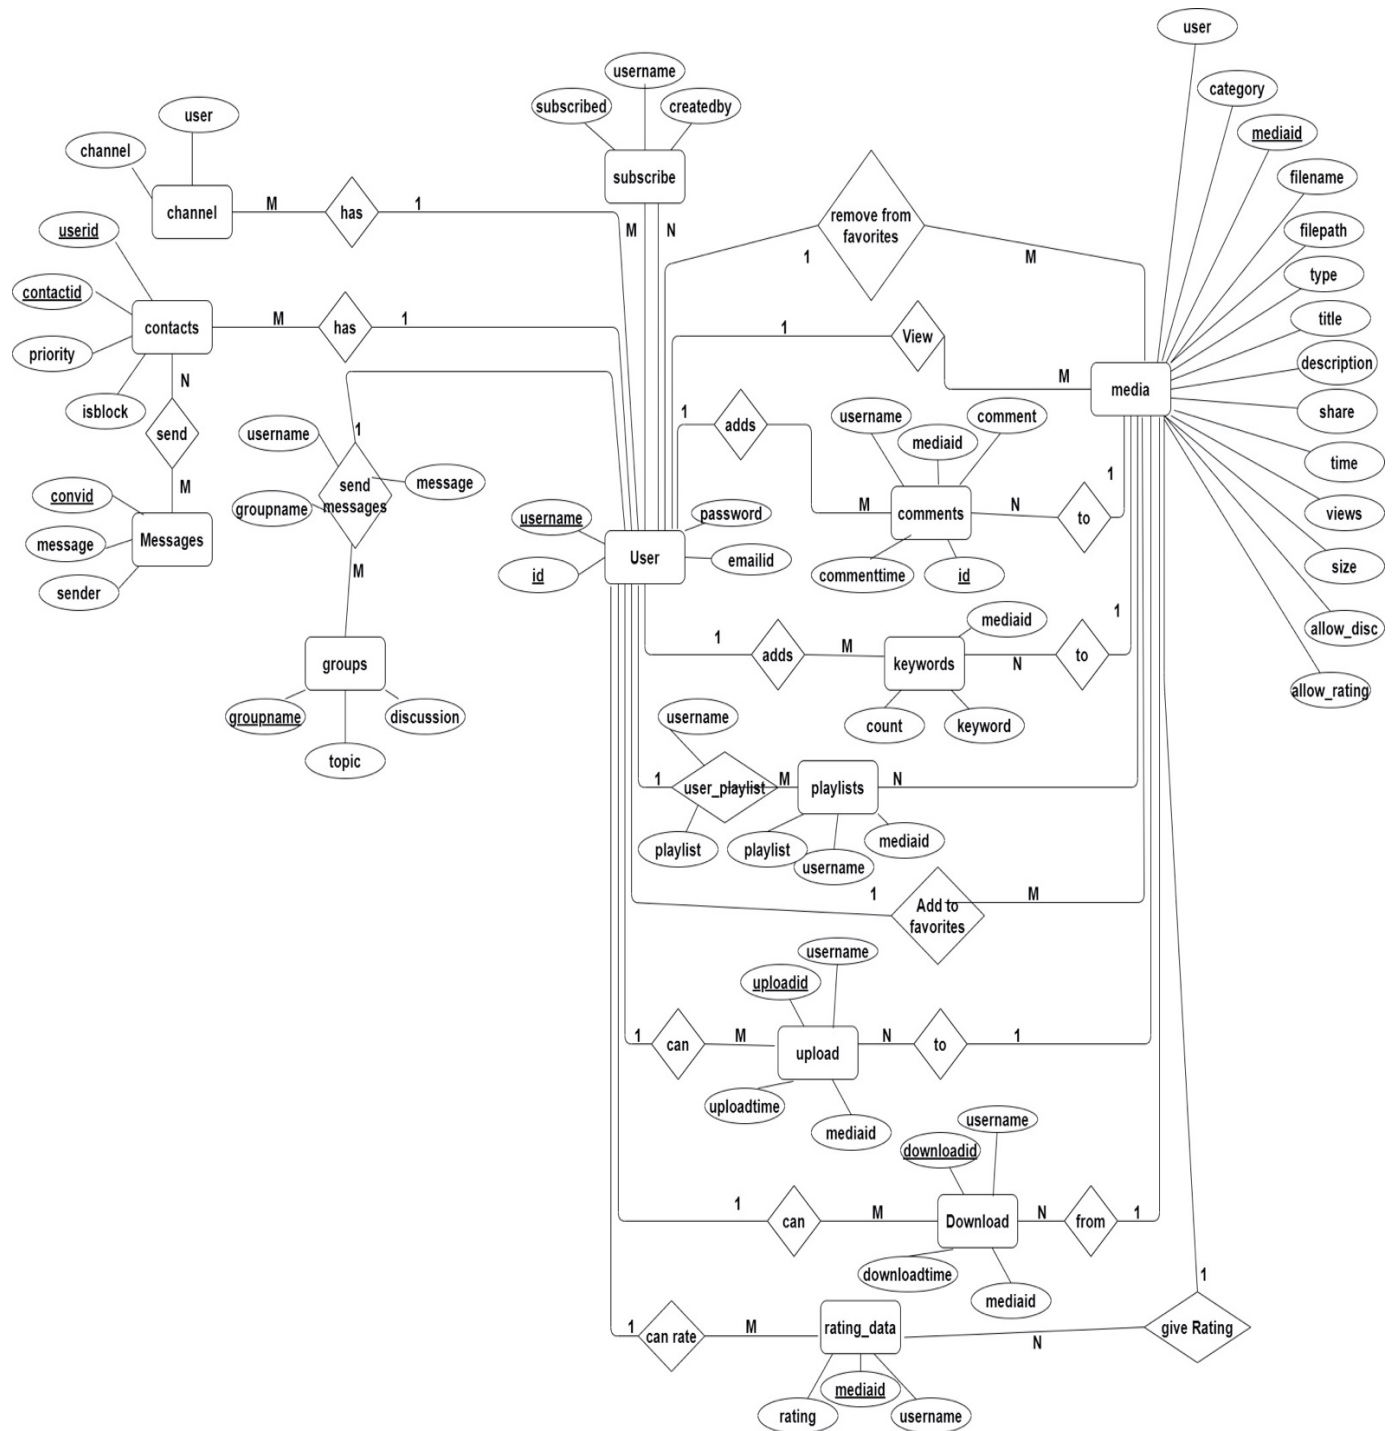 user
username
category
subscribed
createdby
user
mediaid
channel
subscribe
filename
channel
M
has
1
M
N
remove from
favorites
userid
filepath
1
M
type
contactid
contacts
M
has
1
1
View
title
priority
M
media
description
N
isblock
1
adds
username
comment
share
send
username
1
mediaid
time
M
send
messages
message
1
convid
groupname
username
password
M
comments
N
to
views
message
Messages
User
emailid
size
sender
M
id
commenttime
id
mediaid
1
allow_disc
1
adds
M
keywords
N
to
groups
allow_rating
groupname
discussion
username
count
keyword
topic
1
user_playlist
M
playlists
N
playlist
playlist
username
mediaid
1
Add to
favorites
M
username
uploadid
1
can
M
upload
N
to
1
uploadtime
mediaid
username
downloadid
1
can
M
Download
N
from
1
downloadtime
mediaid
1
1
can rate
M
rating_data
N
give Rating
mediaid
rating
username